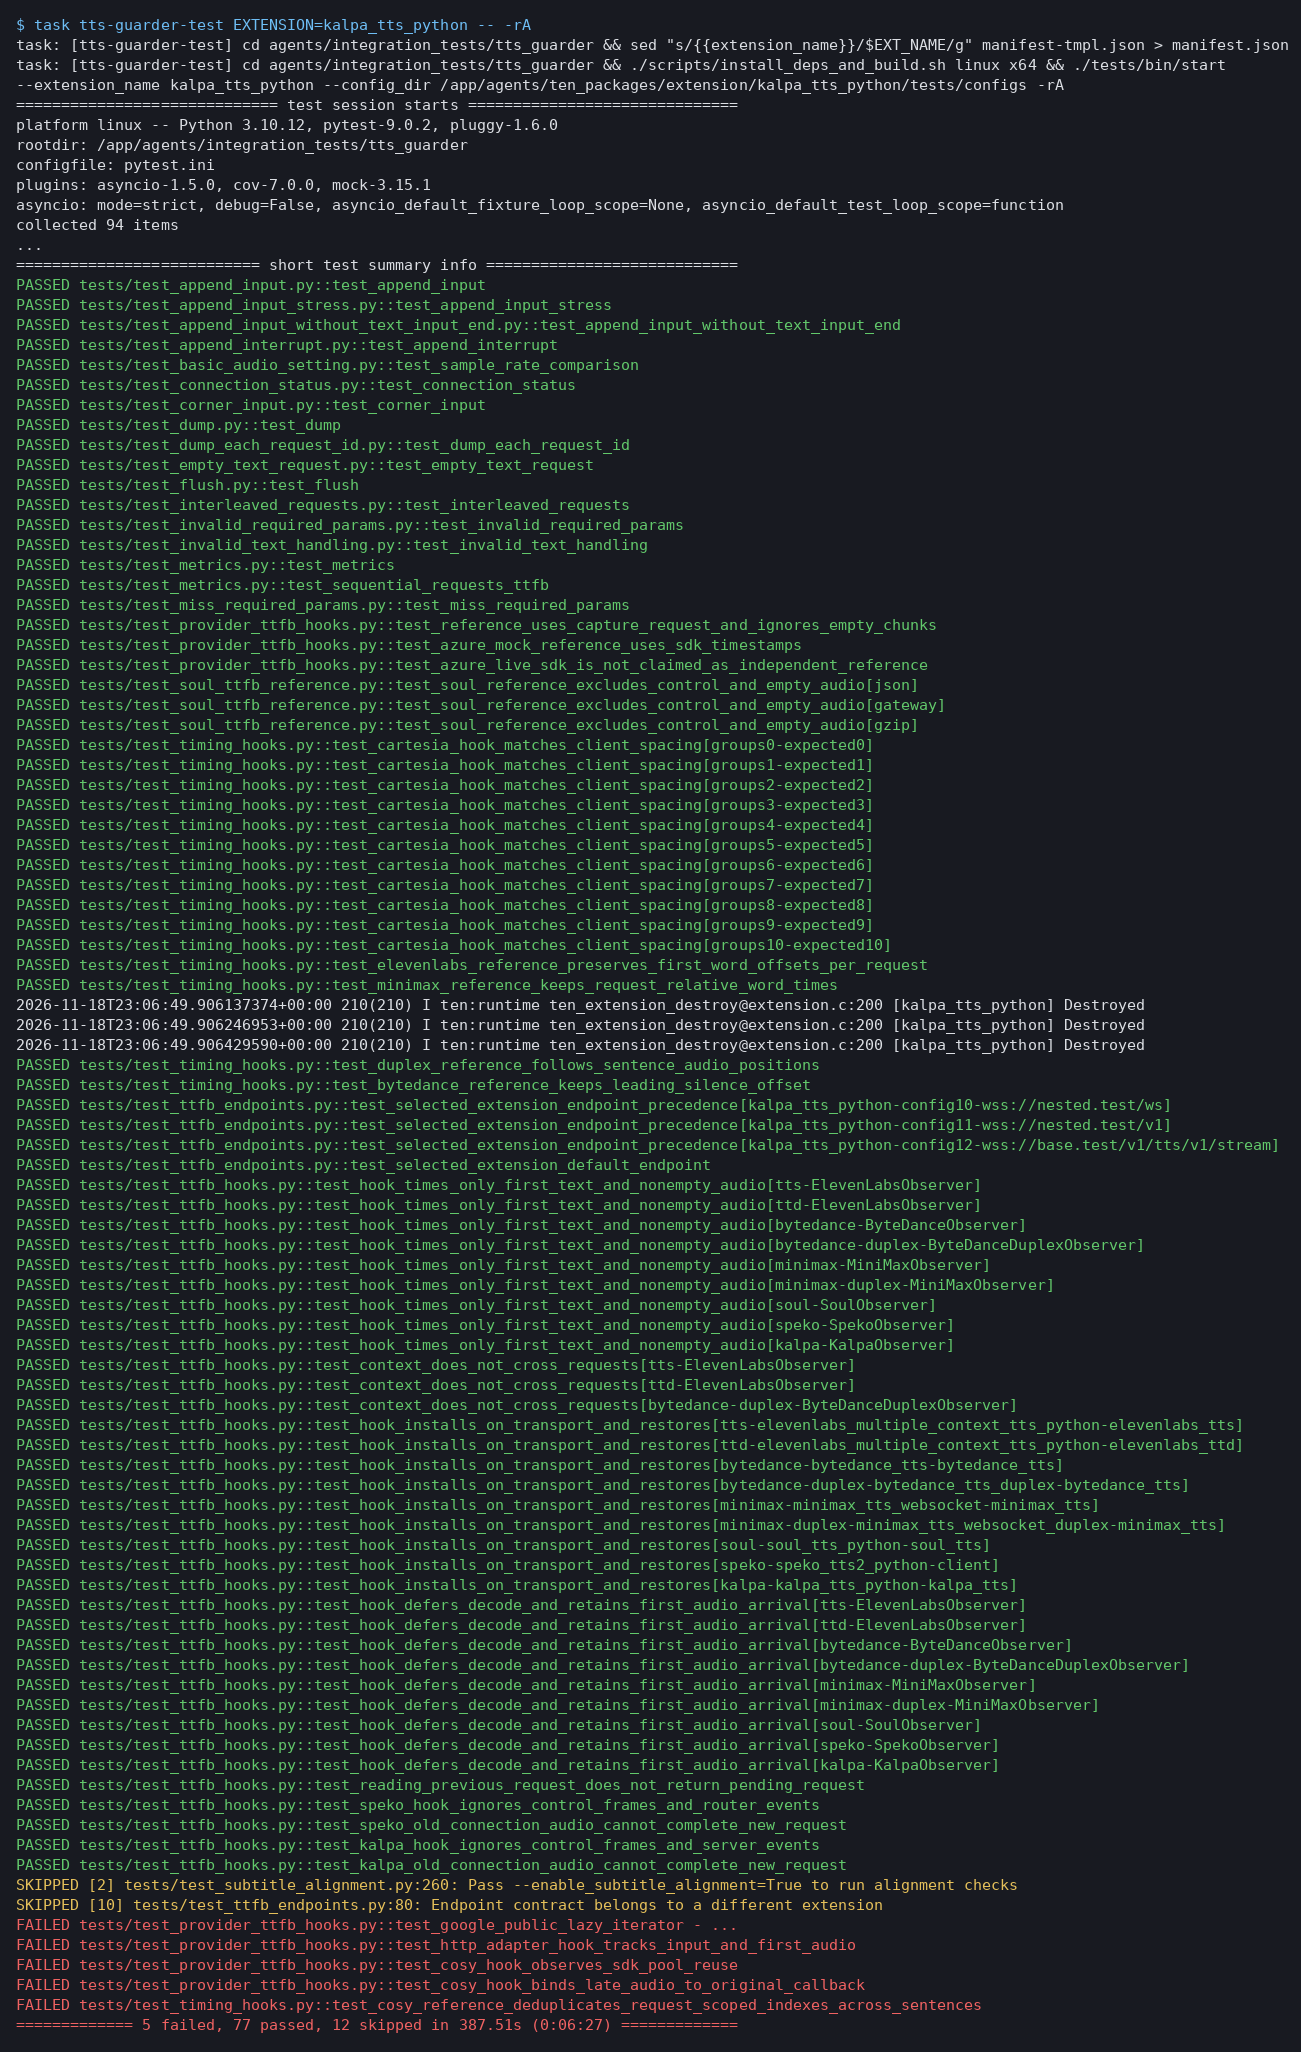 $ task tts-guarder-test EXTENSION=kalpa_tts_python -- -rA
task: [tts-guarder-test] cd agents/integration_tests/tts_guarder && sed "s/{{extension_name}}/$EXT_NAME/g" manifest-tmpl.json > manifest.json
task: [tts-guarder-test] cd agents/integration_tests/tts_guarder && ./scripts/install_deps_and_build.sh linux x64 && ./tests/bin/start
--extension_name kalpa_tts_python --config_dir /app/agents/ten_packages/extension/kalpa_tts_python/tests/configs -rA
============================= test session starts ==============================
platform linux -- Python 3.10.12, pytest-9.0.2, pluggy-1.6.0
rootdir: /app/agents/integration_tests/tts_guarder
configfile: pytest.ini
plugins: asyncio-1.5.0, cov-7.0.0, mock-3.15.1
asyncio: mode=strict, debug=False, asyncio_default_fixture_loop_scope=None, asyncio_default_test_loop_scope=function
collected 94 items
...
=========================== short test summary info ============================
PASSED tests/test_append_input.py::test_append_input
PASSED tests/test_append_input_stress.py::test_append_input_stress
PASSED tests/test_append_input_without_text_input_end.py::test_append_input_without_text_input_end
PASSED tests/test_append_interrupt.py::test_append_interrupt
PASSED tests/test_basic_audio_setting.py::test_sample_rate_comparison
PASSED tests/test_connection_status.py::test_connection_status
PASSED tests/test_corner_input.py::test_corner_input
PASSED tests/test_dump.py::test_dump
PASSED tests/test_dump_each_request_id.py::test_dump_each_request_id
PASSED tests/test_empty_text_request.py::test_empty_text_request
PASSED tests/test_flush.py::test_flush
PASSED tests/test_interleaved_requests.py::test_interleaved_requests
PASSED tests/test_invalid_required_params.py::test_invalid_required_params
PASSED tests/test_invalid_text_handling.py::test_invalid_text_handling
PASSED tests/test_metrics.py::test_metrics
PASSED tests/test_metrics.py::test_sequential_requests_ttfb
PASSED tests/test_miss_required_params.py::test_miss_required_params
PASSED tests/test_provider_ttfb_hooks.py::test_reference_uses_capture_request_and_ignores_empty_chunks
PASSED tests/test_provider_ttfb_hooks.py::test_azure_mock_reference_uses_sdk_timestamps
PASSED tests/test_provider_ttfb_hooks.py::test_azure_live_sdk_is_not_claimed_as_independent_reference
PASSED tests/test_soul_ttfb_reference.py::test_soul_reference_excludes_control_and_empty_audio[json]
PASSED tests/test_soul_ttfb_reference.py::test_soul_reference_excludes_control_and_empty_audio[gateway]
PASSED tests/test_soul_ttfb_reference.py::test_soul_reference_excludes_control_and_empty_audio[gzip]
PASSED tests/test_timing_hooks.py::test_cartesia_hook_matches_client_spacing[groups0-expected0]
PASSED tests/test_timing_hooks.py::test_cartesia_hook_matches_client_spacing[groups1-expected1]
PASSED tests/test_timing_hooks.py::test_cartesia_hook_matches_client_spacing[groups2-expected2]
PASSED tests/test_timing_hooks.py::test_cartesia_hook_matches_client_spacing[groups3-expected3]
PASSED tests/test_timing_hooks.py::test_cartesia_hook_matches_client_spacing[groups4-expected4]
PASSED tests/test_timing_hooks.py::test_cartesia_hook_matches_client_spacing[groups5-expected5]
PASSED tests/test_timing_hooks.py::test_cartesia_hook_matches_client_spacing[groups6-expected6]
PASSED tests/test_timing_hooks.py::test_cartesia_hook_matches_client_spacing[groups7-expected7]
PASSED tests/test_timing_hooks.py::test_cartesia_hook_matches_client_spacing[groups8-expected8]
PASSED tests/test_timing_hooks.py::test_cartesia_hook_matches_client_spacing[groups9-expected9]
PASSED tests/test_timing_hooks.py::test_cartesia_hook_matches_client_spacing[groups10-expected10]
PASSED tests/test_timing_hooks.py::test_elevenlabs_reference_preserves_first_word_offsets_per_request
PASSED tests/test_timing_hooks.py::test_minimax_reference_keeps_request_relative_word_times
2026-11-18T23:06:49.906137374+00:00 210(210) I ten:runtime ten_extension_destroy@extension.c:200 [kalpa_tts_python] Destroyed
2026-11-18T23:06:49.906246953+00:00 210(210) I ten:runtime ten_extension_destroy@extension.c:200 [kalpa_tts_python] Destroyed
2026-11-18T23:06:49.906429590+00:00 210(210) I ten:runtime ten_extension_destroy@extension.c:200 [kalpa_tts_python] Destroyed
PASSED tests/test_timing_hooks.py::test_duplex_reference_follows_sentence_audio_positions
PASSED tests/test_timing_hooks.py::test_bytedance_reference_keeps_leading_silence_offset
PASSED tests/test_ttfb_endpoints.py::test_selected_extension_endpoint_precedence[kalpa_tts_python-config10-wss://nested.test/ws]
PASSED tests/test_ttfb_endpoints.py::test_selected_extension_endpoint_precedence[kalpa_tts_python-config11-wss://nested.test/v1]
PASSED tests/test_ttfb_endpoints.py::test_selected_extension_endpoint_precedence[kalpa_tts_python-config12-wss://base.test/v1/tts/v1/stream]
PASSED tests/test_ttfb_endpoints.py::test_selected_extension_default_endpoint
PASSED tests/test_ttfb_hooks.py::test_hook_times_only_first_text_and_nonempty_audio[tts-ElevenLabsObserver]
PASSED tests/test_ttfb_hooks.py::test_hook_times_only_first_text_and_nonempty_audio[ttd-ElevenLabsObserver]
PASSED tests/test_ttfb_hooks.py::test_hook_times_only_first_text_and_nonempty_audio[bytedance-ByteDanceObserver]
PASSED tests/test_ttfb_hooks.py::test_hook_times_only_first_text_and_nonempty_audio[bytedance-duplex-ByteDanceDuplexObserver]
PASSED tests/test_ttfb_hooks.py::test_hook_times_only_first_text_and_nonempty_audio[minimax-MiniMaxObserver]
PASSED tests/test_ttfb_hooks.py::test_hook_times_only_first_text_and_nonempty_audio[minimax-duplex-MiniMaxObserver]
PASSED tests/test_ttfb_hooks.py::test_hook_times_only_first_text_and_nonempty_audio[soul-SoulObserver]
PASSED tests/test_ttfb_hooks.py::test_hook_times_only_first_text_and_nonempty_audio[speko-SpekoObserver]
PASSED tests/test_ttfb_hooks.py::test_hook_times_only_first_text_and_nonempty_audio[kalpa-KalpaObserver]
PASSED tests/test_ttfb_hooks.py::test_context_does_not_cross_requests[tts-ElevenLabsObserver]
PASSED tests/test_ttfb_hooks.py::test_context_does_not_cross_requests[ttd-ElevenLabsObserver]
PASSED tests/test_ttfb_hooks.py::test_context_does_not_cross_requests[bytedance-duplex-ByteDanceDuplexObserver]
PASSED tests/test_ttfb_hooks.py::test_hook_installs_on_transport_and_restores[tts-elevenlabs_multiple_context_tts_python-elevenlabs_tts]
PASSED tests/test_ttfb_hooks.py::test_hook_installs_on_transport_and_restores[ttd-elevenlabs_multiple_context_tts_python-elevenlabs_ttd]
PASSED tests/test_ttfb_hooks.py::test_hook_installs_on_transport_and_restores[bytedance-bytedance_tts-bytedance_tts]
PASSED tests/test_ttfb_hooks.py::test_hook_installs_on_transport_and_restores[bytedance-duplex-bytedance_tts_duplex-bytedance_tts]
PASSED tests/test_ttfb_hooks.py::test_hook_installs_on_transport_and_restores[minimax-minimax_tts_websocket-minimax_tts]
PASSED tests/test_ttfb_hooks.py::test_hook_installs_on_transport_and_restores[minimax-duplex-minimax_tts_websocket_duplex-minimax_tts]
PASSED tests/test_ttfb_hooks.py::test_hook_installs_on_transport_and_restores[soul-soul_tts_python-soul_tts]
PASSED tests/test_ttfb_hooks.py::test_hook_installs_on_transport_and_restores[speko-speko_tts2_python-client]
PASSED tests/test_ttfb_hooks.py::test_hook_installs_on_transport_and_restores[kalpa-kalpa_tts_python-kalpa_tts]
PASSED tests/test_ttfb_hooks.py::test_hook_defers_decode_and_retains_first_audio_arrival[tts-ElevenLabsObserver]
PASSED tests/test_ttfb_hooks.py::test_hook_defers_decode_and_retains_first_audio_arrival[ttd-ElevenLabsObserver]
PASSED tests/test_ttfb_hooks.py::test_hook_defers_decode_and_retains_first_audio_arrival[bytedance-ByteDanceObserver]
PASSED tests/test_ttfb_hooks.py::test_hook_defers_decode_and_retains_first_audio_arrival[bytedance-duplex-ByteDanceDuplexObserver]
PASSED tests/test_ttfb_hooks.py::test_hook_defers_decode_and_retains_first_audio_arrival[minimax-MiniMaxObserver]
PASSED tests/test_ttfb_hooks.py::test_hook_defers_decode_and_retains_first_audio_arrival[minimax-duplex-MiniMaxObserver]
PASSED tests/test_ttfb_hooks.py::test_hook_defers_decode_and_retains_first_audio_arrival[soul-SoulObserver]
PASSED tests/test_ttfb_hooks.py::test_hook_defers_decode_and_retains_first_audio_arrival[speko-SpekoObserver]
PASSED tests/test_ttfb_hooks.py::test_hook_defers_decode_and_retains_first_audio_arrival[kalpa-KalpaObserver]
PASSED tests/test_ttfb_hooks.py::test_reading_previous_request_does_not_return_pending_request
PASSED tests/test_ttfb_hooks.py::test_speko_hook_ignores_control_frames_and_router_events
PASSED tests/test_ttfb_hooks.py::test_speko_old_connection_audio_cannot_complete_new_request
PASSED tests/test_ttfb_hooks.py::test_kalpa_hook_ignores_control_frames_and_server_events
PASSED tests/test_ttfb_hooks.py::test_kalpa_old_connection_audio_cannot_complete_new_request
SKIPPED [2] tests/test_subtitle_alignment.py:260: Pass --enable_subtitle_alignment=True to run alignment checks
SKIPPED [10] tests/test_ttfb_endpoints.py:80: Endpoint contract belongs to a different extension
FAILED tests/test_provider_ttfb_hooks.py::test_google_public_lazy_iterator - ...
FAILED tests/test_provider_ttfb_hooks.py::test_http_adapter_hook_tracks_input_and_first_audio
FAILED tests/test_provider_ttfb_hooks.py::test_cosy_hook_observes_sdk_pool_reuse
FAILED tests/test_provider_ttfb_hooks.py::test_cosy_hook_binds_late_audio_to_original_callback
FAILED tests/test_timing_hooks.py::test_cosy_reference_deduplicates_request_scoped_indexes_across_sentences
============= 5 failed, 77 passed, 12 skipped in 387.51s (0:06:27) =============